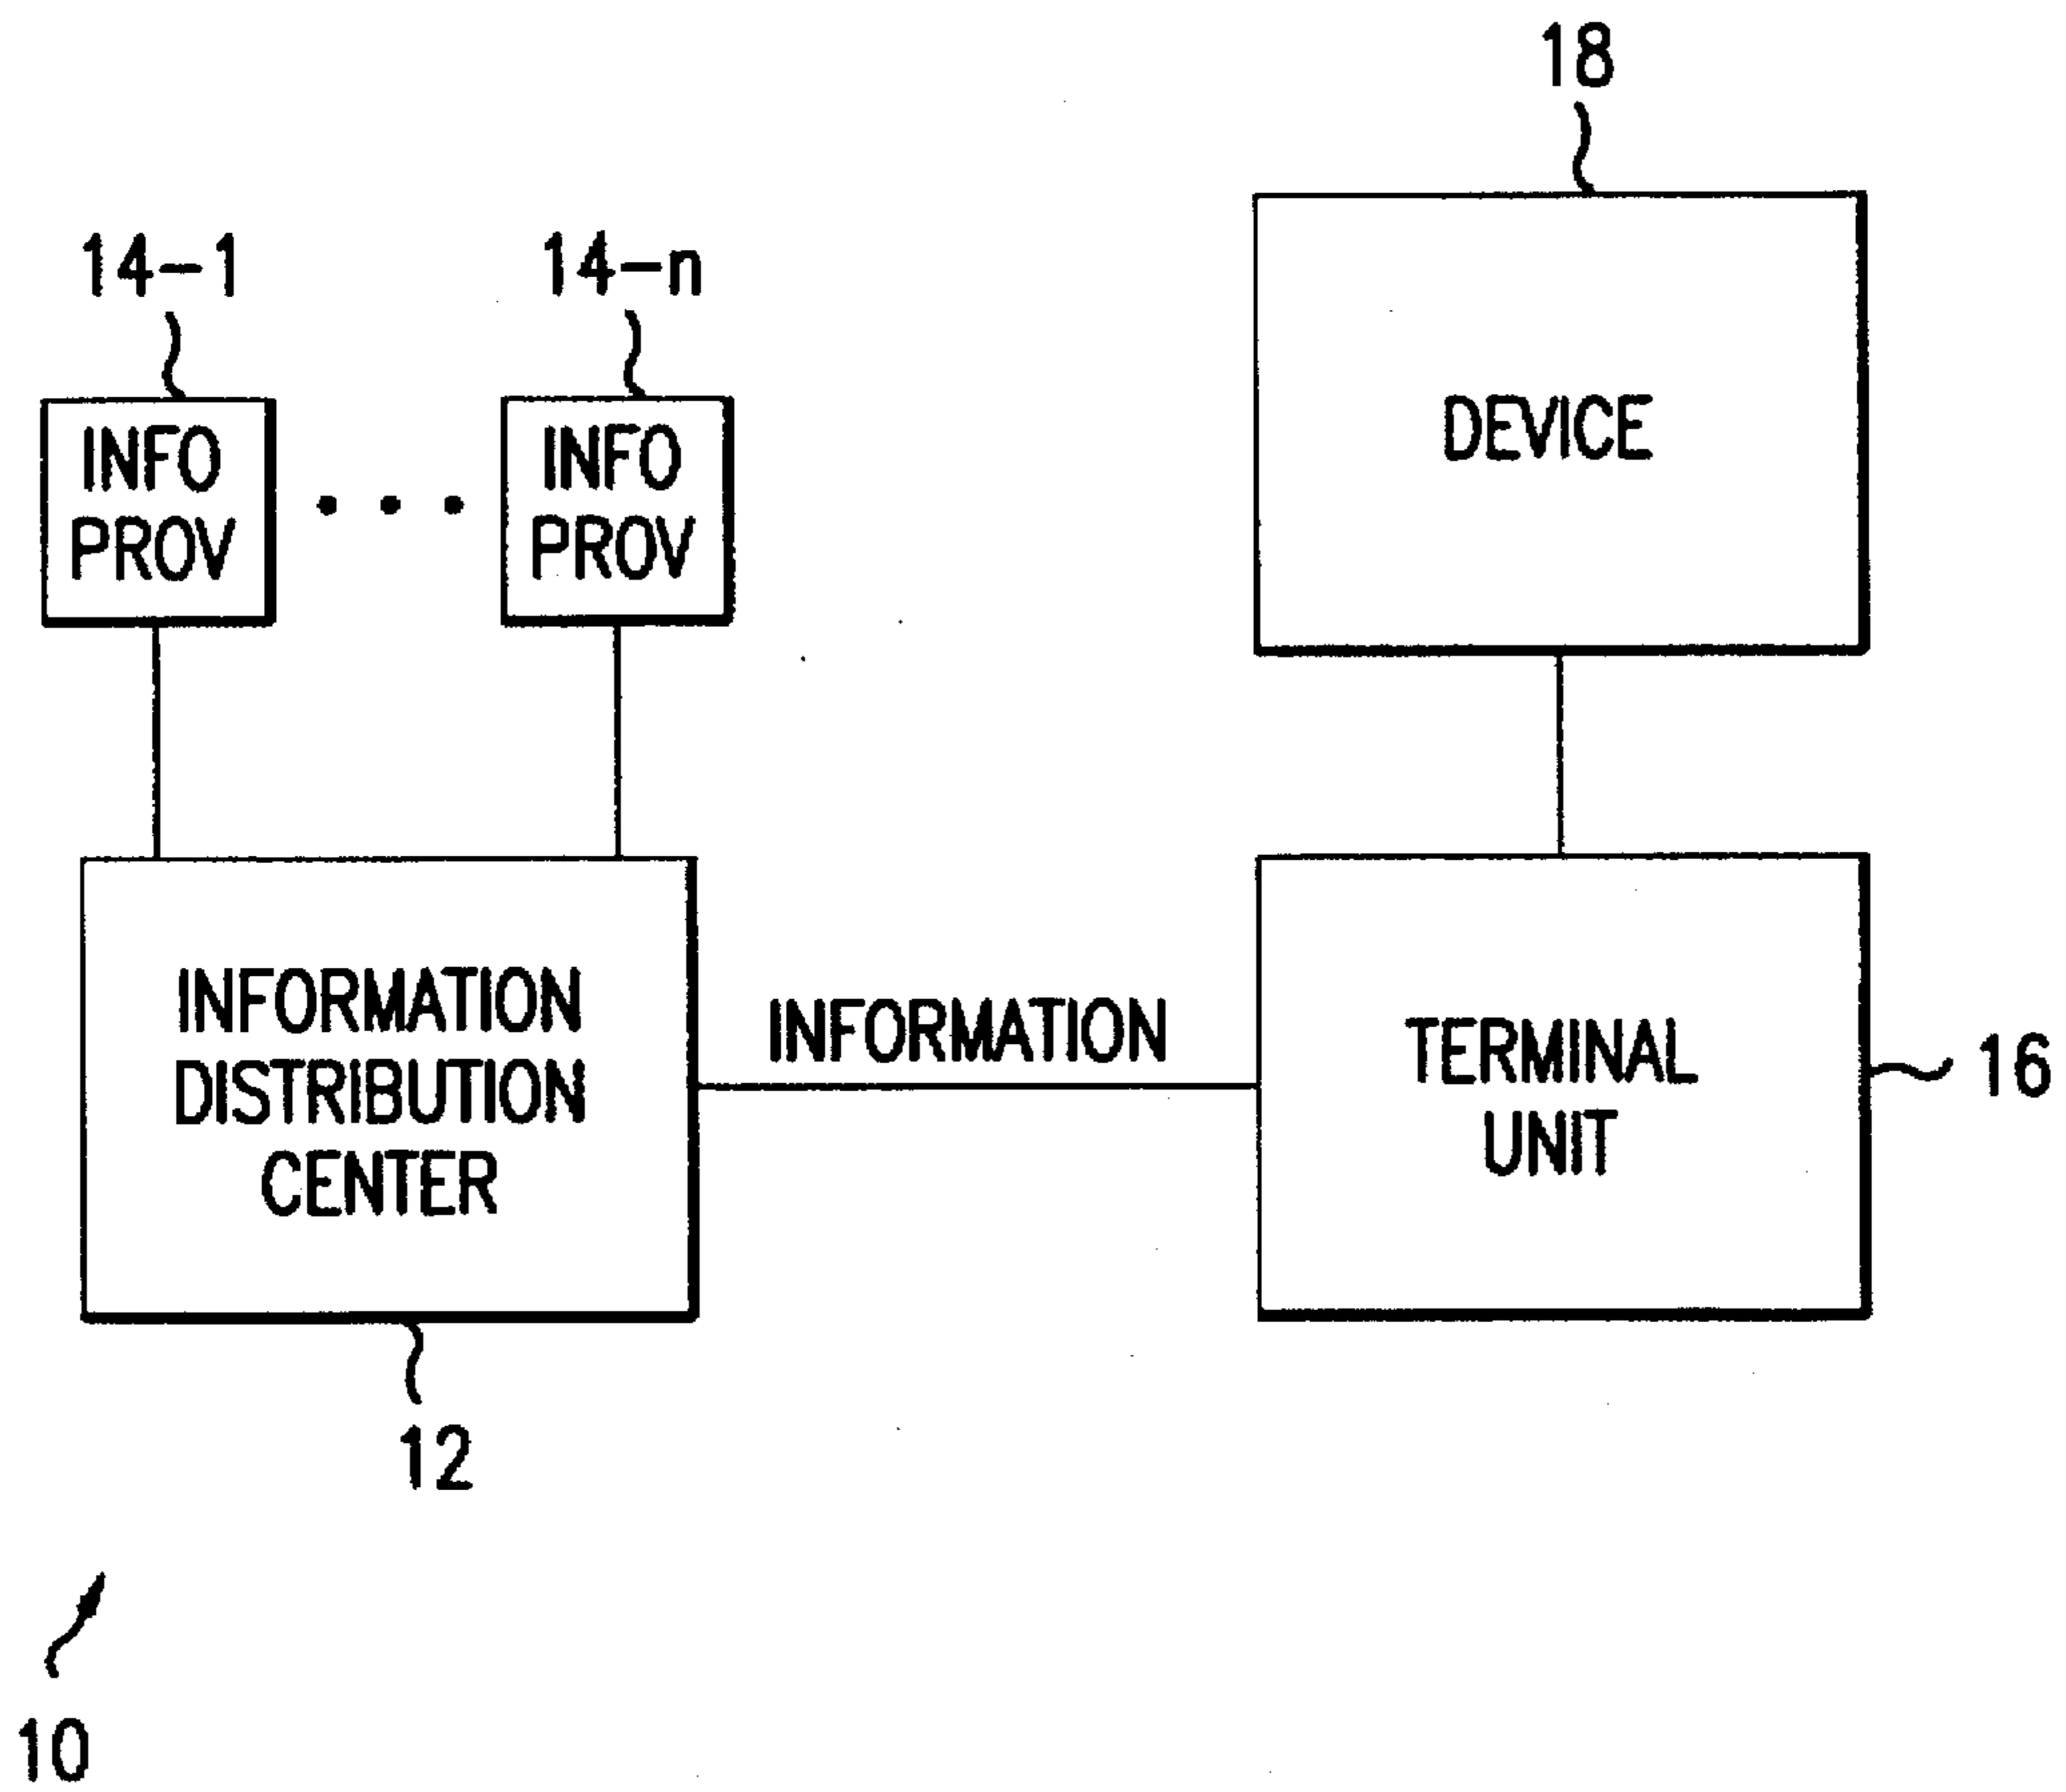 18
14-1
14-n
INFO
PROV
INFO
PROV
DEVICE
INFORMATION
DISTRIBUTION
CENTER
INFORMATION
TERMINAL
UNIT
16
12
10